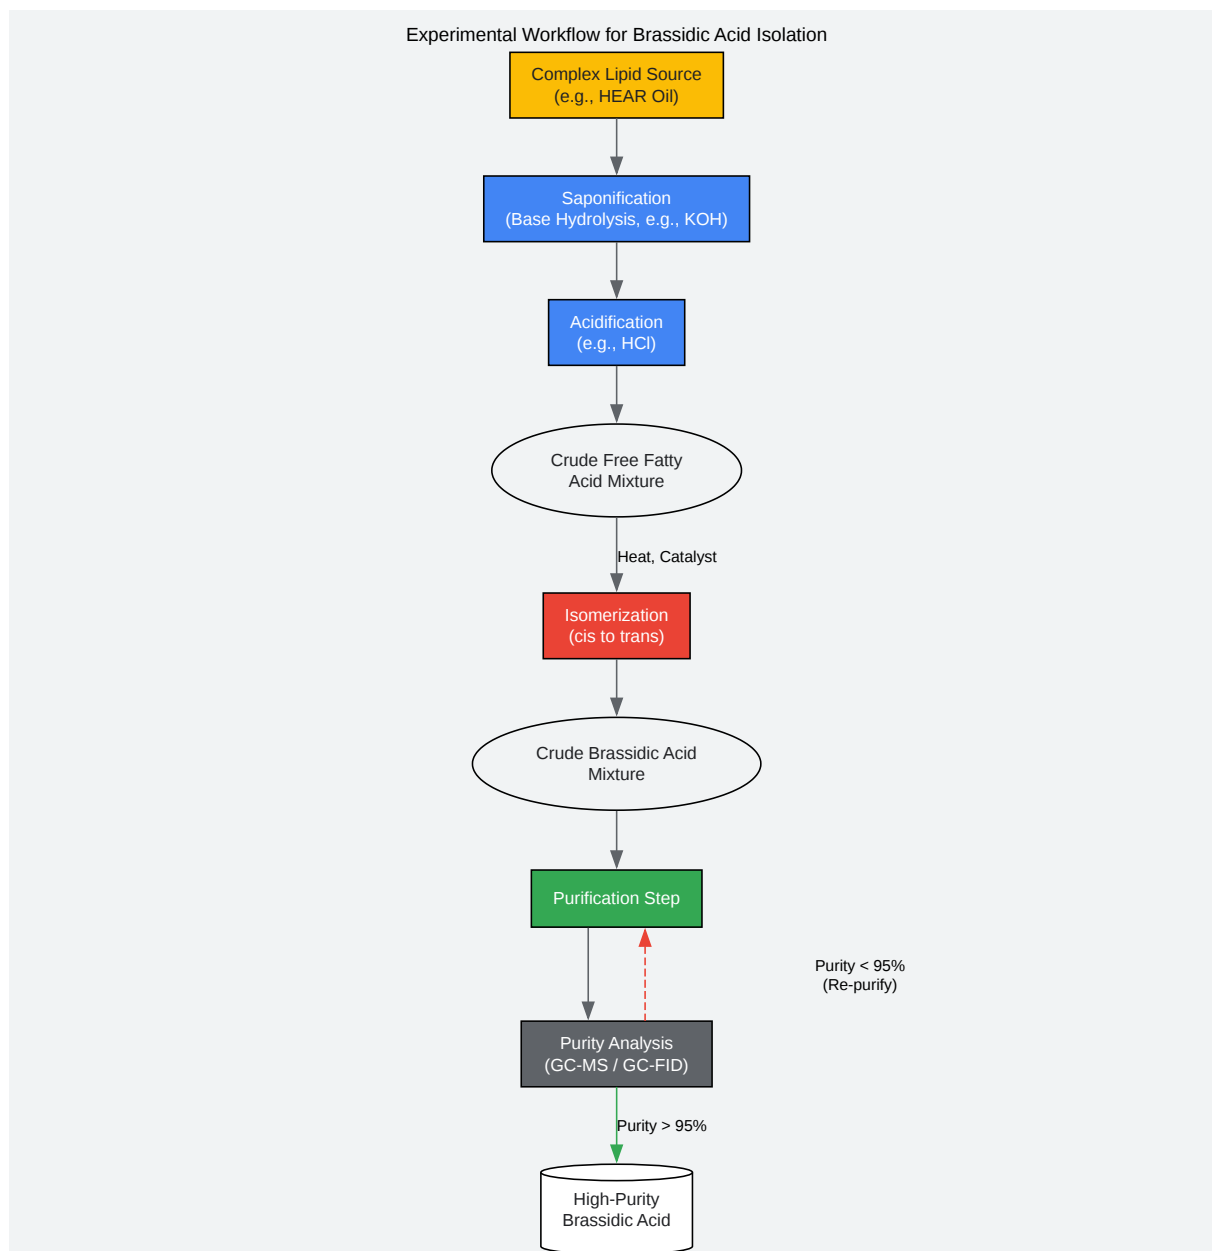 Experimental Workflow for Brassidic Acid Isolation
Complex Lipid Source
(e.g., HEAR Oil)
Saponification
(Base Hydrolysis, e.g., KOH)
Acidification
(e.g., HCl)
Crude Free Fatty
Acid Mixture
Heat, Catalyst
Isomerization
(cis to trans)
Crude Brassidic Acid
Mixture
Purification Step
Purity < 95%
(Re-purify)
Purity Analysis
(GC-MS / GC-FID)
Purity > 95%
High-Purity
Brassidic Acid